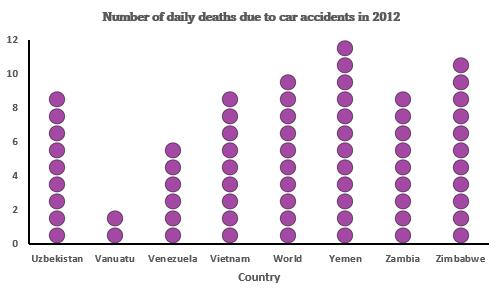 Number of daily deaths due to car accidents in 2012
12
10
8
6
4
2
0
Uzbekistan Vanuatu Venezuela Vietnam World Yemen Zambia Zimbabwe
Country